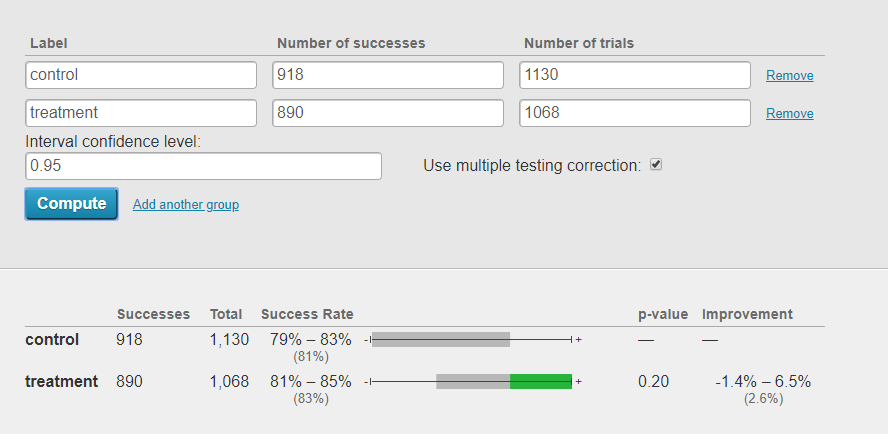 Label Number of successes Number of trials
control 918 1130 Remove
treatment 890 1068 Remove
Interval confidence level:
0.95 Use multiple testing correction:
Compute Add another group
Successes Total Success Rate p-value Improvement
control 918 1,130 79% – 83% - + — —
(81%)
treatment 890 1,068 81% – 85% - + 0.20 -1.4% – 6.5%
(83%) (2.6%)